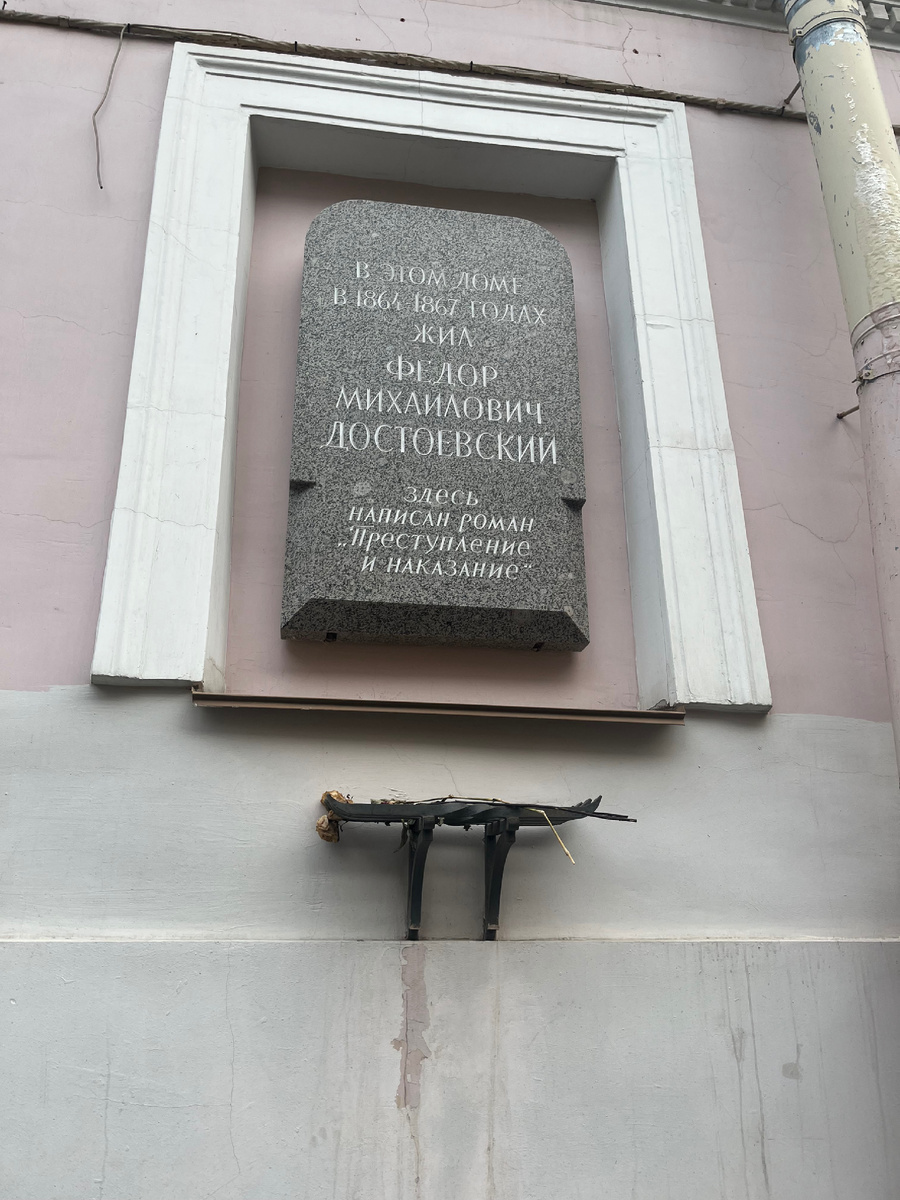 В ЭТОМ ДОМЕ
В 1864 1867 ГОДАХ
ЖИЛ
ФЕДОР
МИХАЙЛОВИЧ
ДОСТОЕВСКИЙ
ЗДЕСЬ
НАПИСАН РОМАН
„Преступление
и наказание“